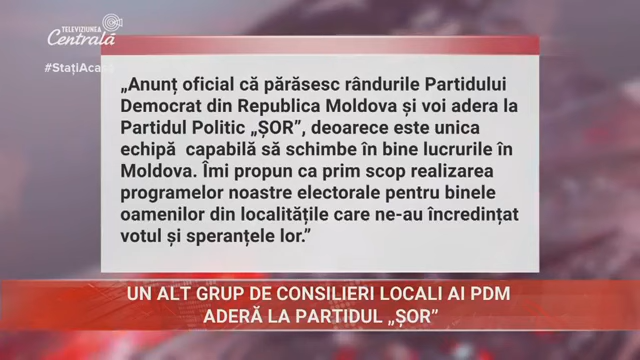 TELEVIZIUNEA
Centrală
#StațiAcasă
„Anunț oficial că părăsesc rândurile Partidului
Democrat din Republica Moldova și voi adera la
Partidul Politic „ȘOR”, deoarece este unica
echipă capabilă să schimbe în bine lucrurile în
Moldova. Îmi propun ca prim scop realizarea
programelor noastre electorale pentru binele
oamenilor din localitățile care ne-au încredințat
votul și speranțele lor.”
UN ALT GRUP DE CONSILIERI LOCALI AI PDM
ADERĂ LA PARTIDUL „ȘOR”